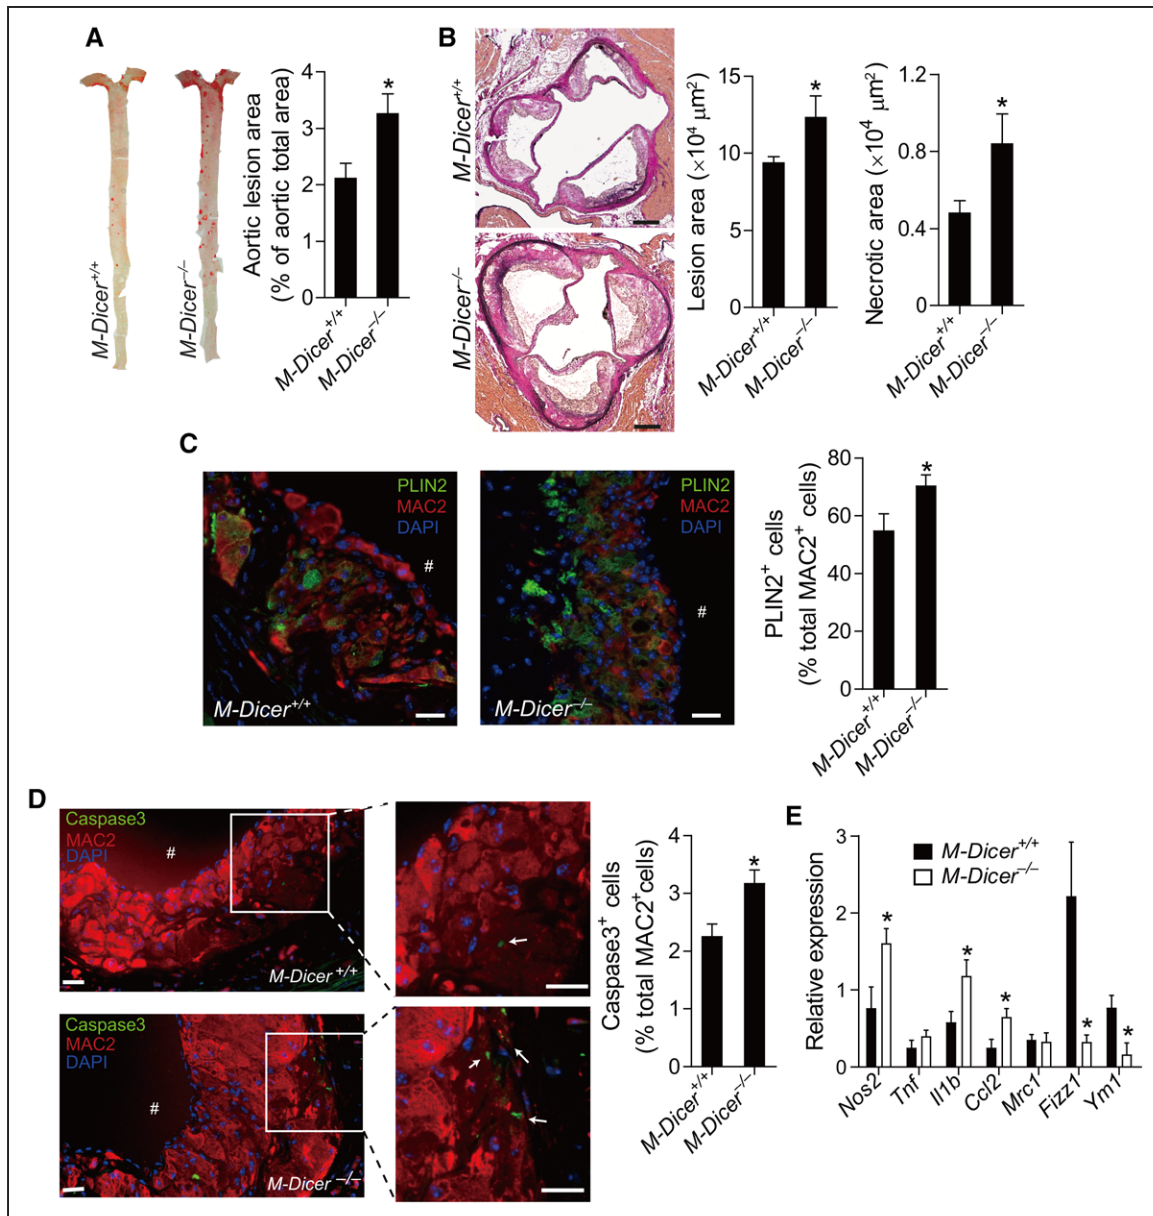 A
M-Dicer+/+
M-Dicer−/−
Aortic lesion area
(% of aortic total area)
4
3
2
1
0
*
M-Dicer+/+
M-Dicer−/−
B
M-Dicer+/+
M-Dicer−/−
Lesion area (×10⁴ µm²)
15
10
5
0
*
M-Dicer+/+
M-Dicer−/−
Necrotic area (×10⁴ µm²)
1.2
0.8
0.4
0
*
M-Dicer+/+
M-Dicer−/−
C
PLIN2
MAC2
DAPI
#
M-Dicer+/+
PLIN2
MAC2
DAPI
#
M-Dicer−/−
PLIN2+ cells
(% total MAC2+ cells)
80
60
40
20
0
*
M-Dicer+/+
M-Dicer−/−
D
Caspase3
MAC2
DAPI
#
M-Dicer+/+
Caspase3
MAC2
DAPI
#
M-Dicer−/−
Caspase3+ cells
(% total MAC2+cells)
4
3
2
1
0
*
M-Dicer+/+
M-Dicer−/−
E
Relative expression
3
2
1
0
M-Dicer+/+
M-Dicer−/−
*
*
*
*
*
Nos2
Tnf
Il1b
Ccl2
Mrc1
Fizz1
Ym1